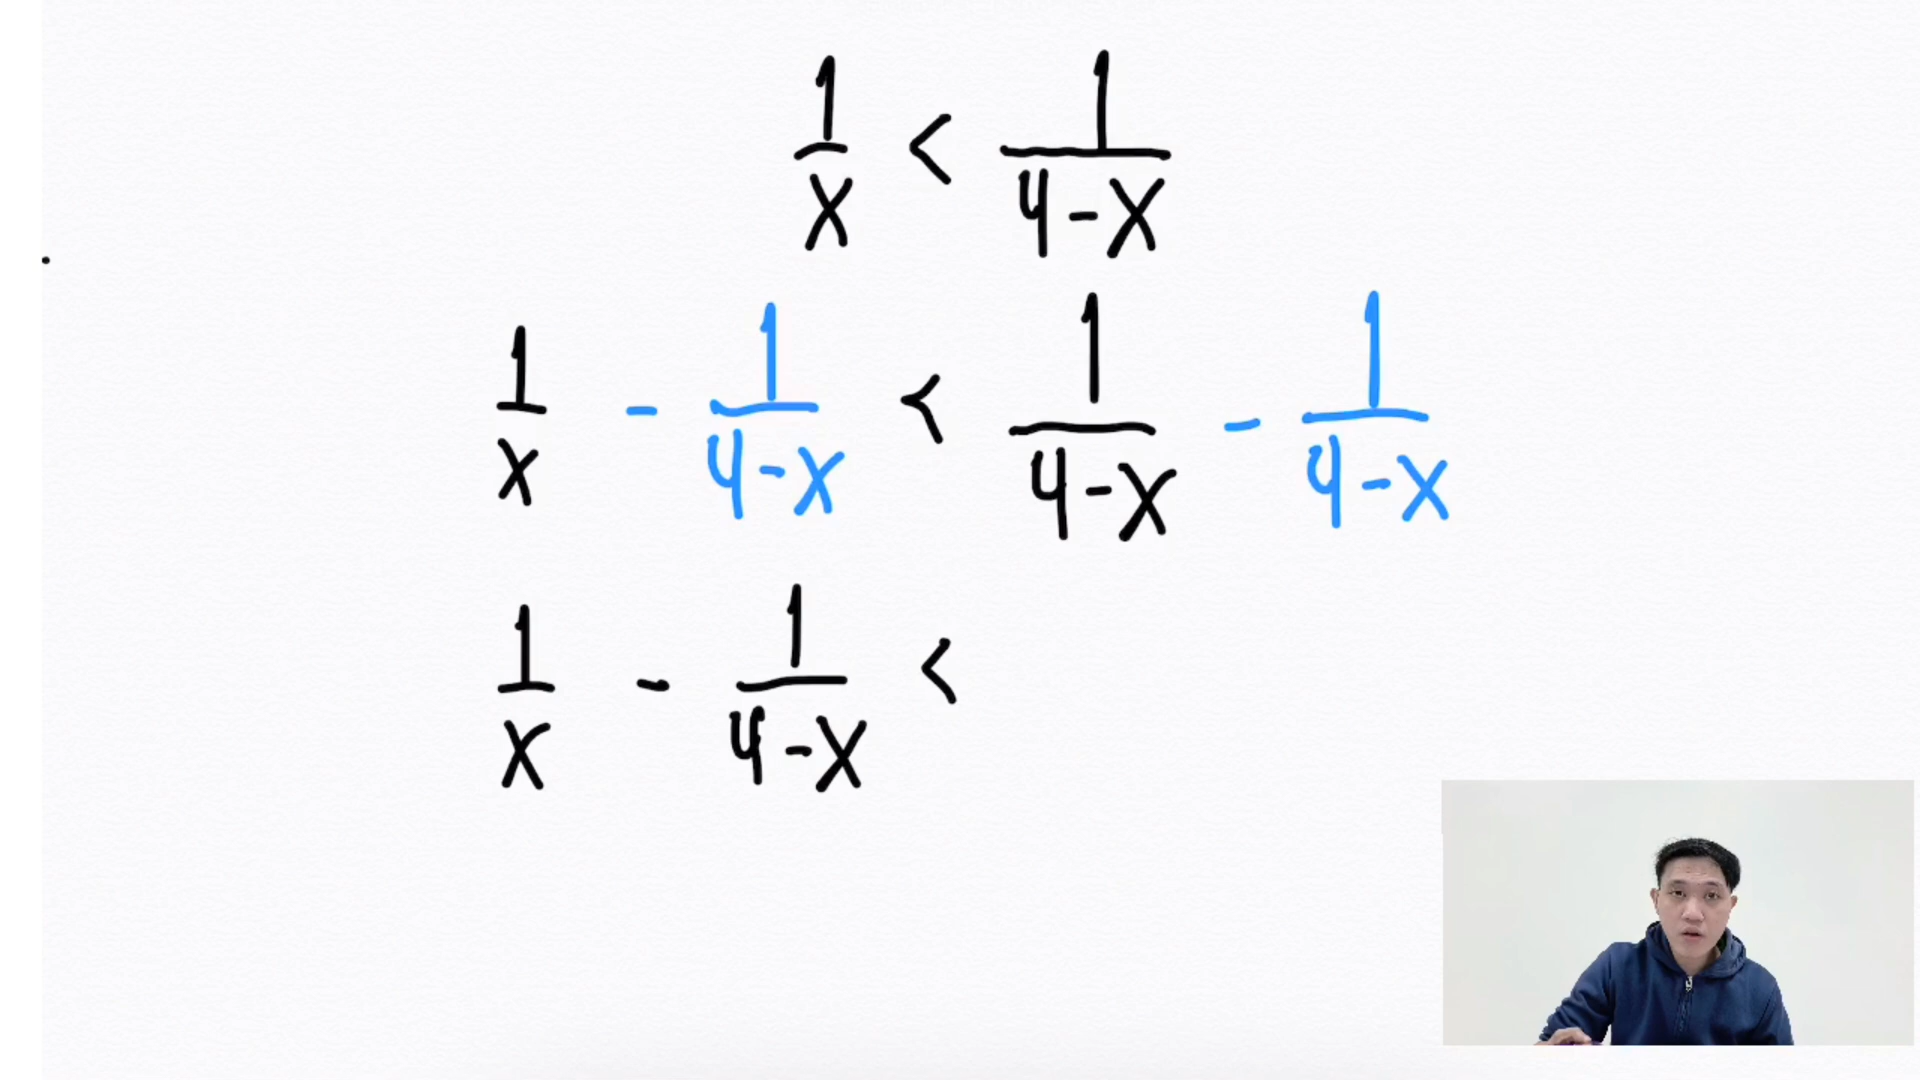 1/x < 1/(4-x)
1/x - 1/(4-x) < 1/(4-x) - 1/(4-x)
1/x - 1/(4-x) <